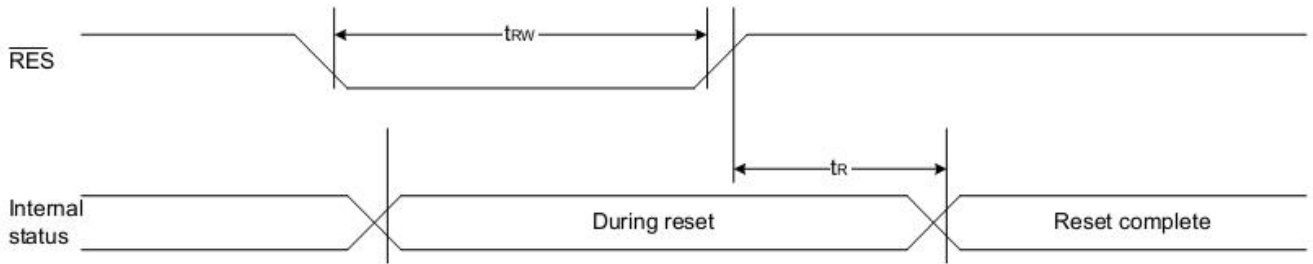 tRW
RES
tR
Internal
status
During reset
Reset complete